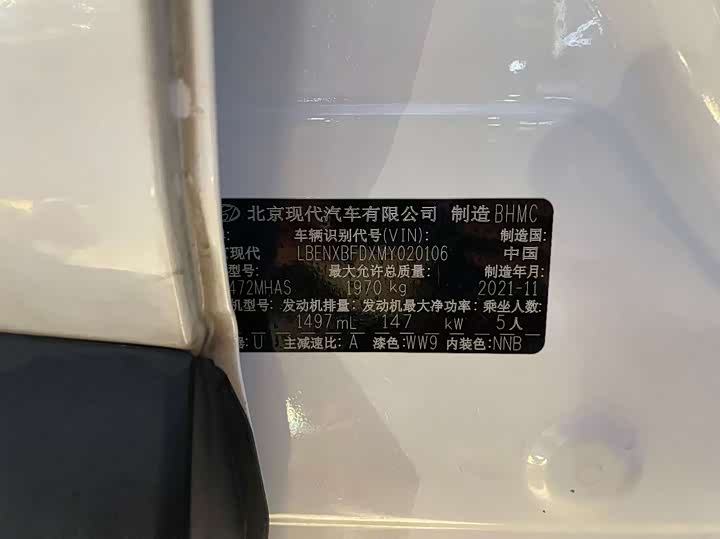 北京现代汽车有限公司 制造 BHMC
车辆识别代号(VIN): 制造国:
现代 LBENXBFDXMY020106 中国
型号: 最大允许总质量: 制造年月:
472MHAS 1970 kg 2021-11
机型号: 发动机排量: 发动机最大净功率: 乘坐人数:
1497 mL 147 kW 5人
: U 主减速比: A 漆色: WW9 内装色: NNB